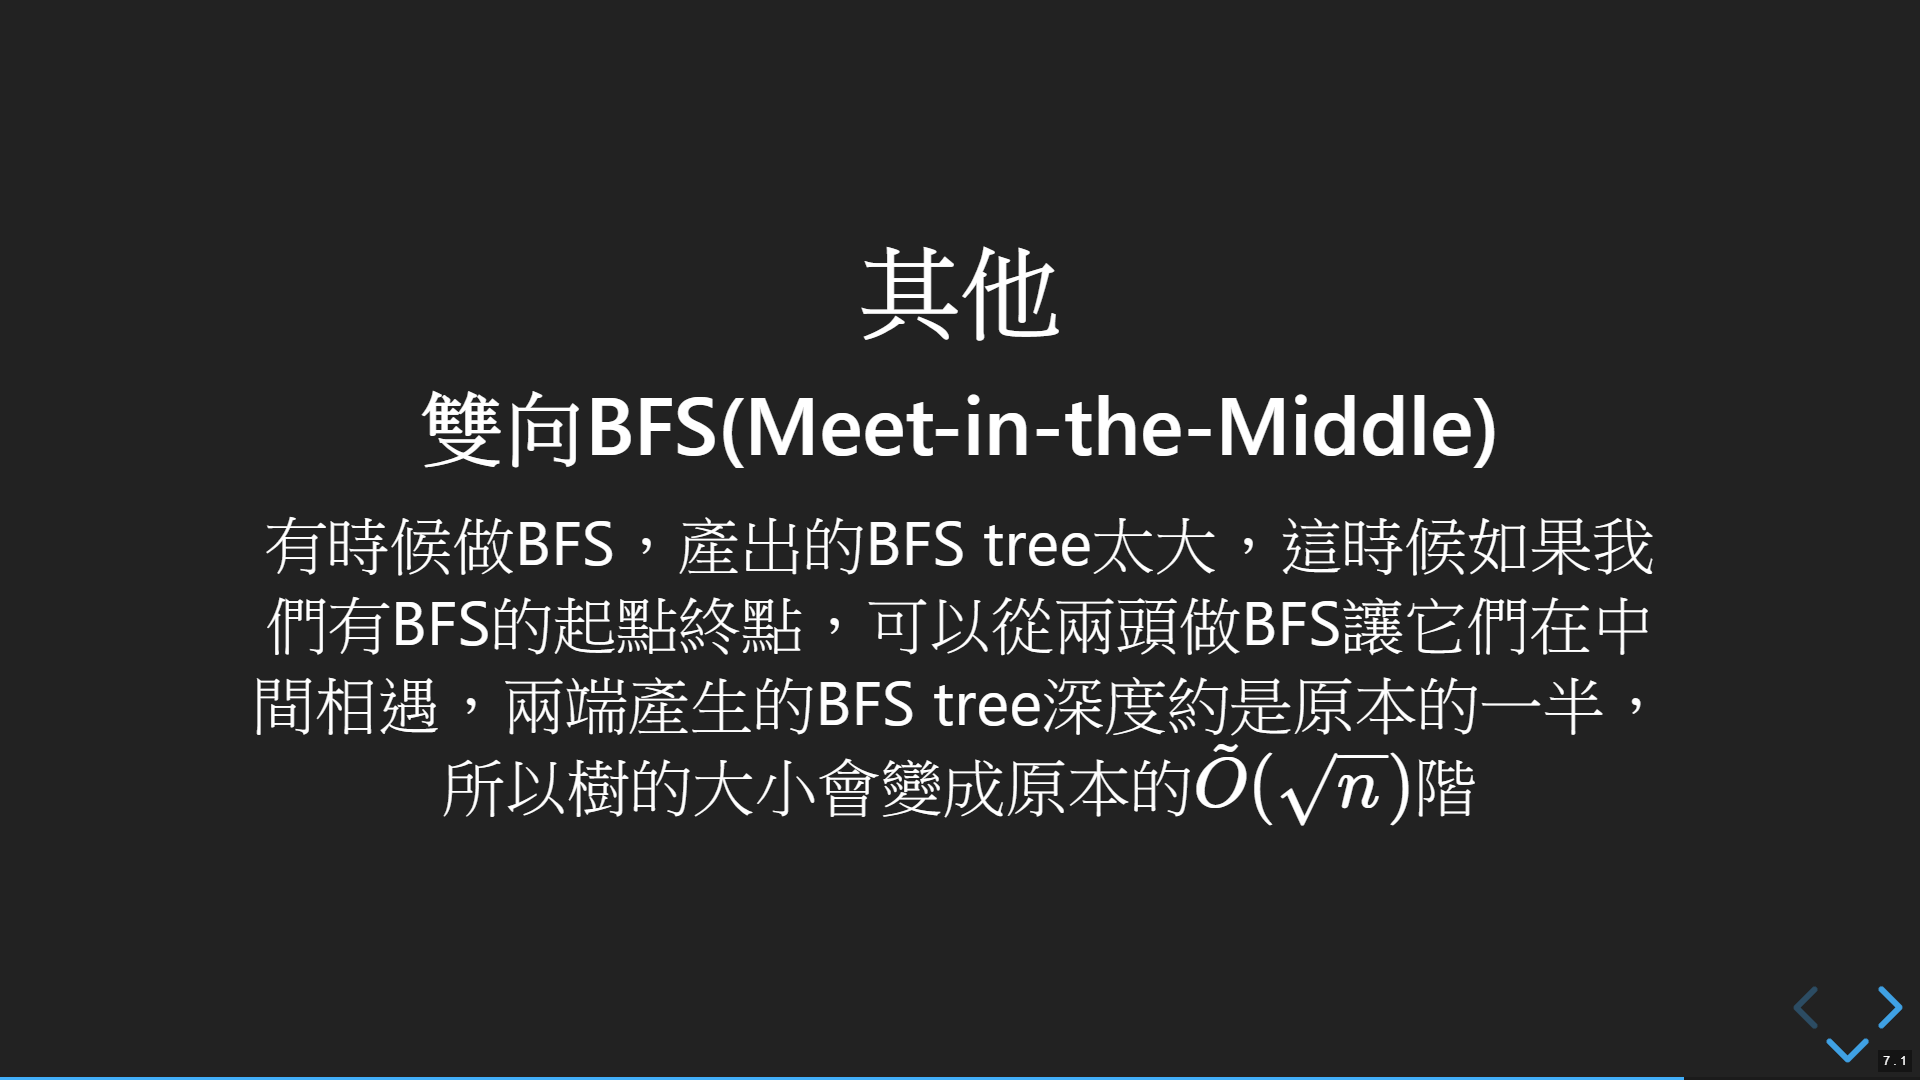 其他
雙向BFS(Meet-in-the-Middle)
有時候做BFS，產出的BFS tree太大，這時候如果我
們有BFS的起點終點，可以從兩頭做BFS讓它們在中
間相遇，兩端產生的BFS tree深度約是原本的一半，
所以樹的大小會變成原本的Õ(√n)階
7.1